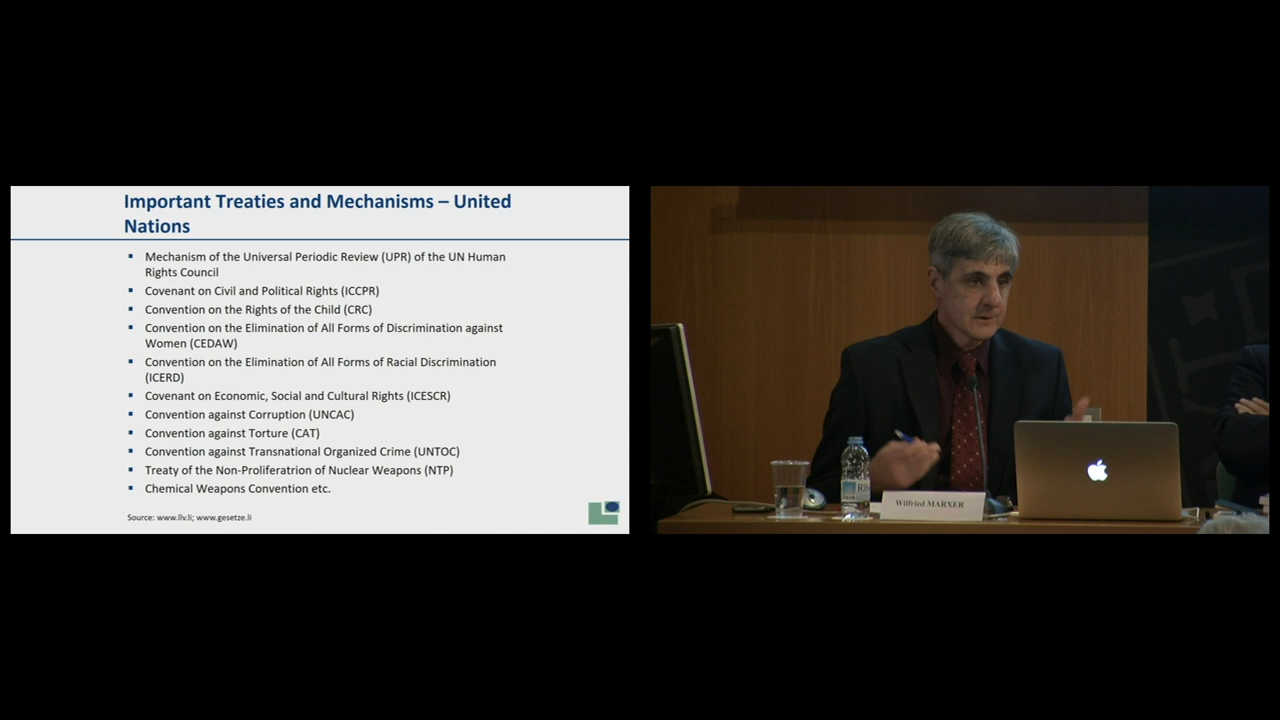 Important Treaties and Mechanisms – United
Nations
▪ Mechanism of the Universal Periodic Review (UPR) of the UN Human
Rights Council
▪ Covenant on Civil and Political Rights (ICCPR)
▪ Convention on the Rights of the Child (CRC)
▪ Convention on the Elimination of All Forms of Discrimination against
Women (CEDAW)
▪ Convention on the Elimination of All Forms of Racial Discrimination
(ICERD)
▪ Covenant on Economic, Social and Cultural Rights (ICESCR)
▪ Convention against Corruption (UNCAC)
▪ Convention against Torture (CAT)
▪ Convention against Transnational Organized Crime (UNTOC)
▪ Treaty of the Non-Proliferatrion of Nuclear Weapons (NTP)
▪ Chemical Weapons Convention etc.
Source: www.llv.li; www.gesetze.li
Wilfried MARXER